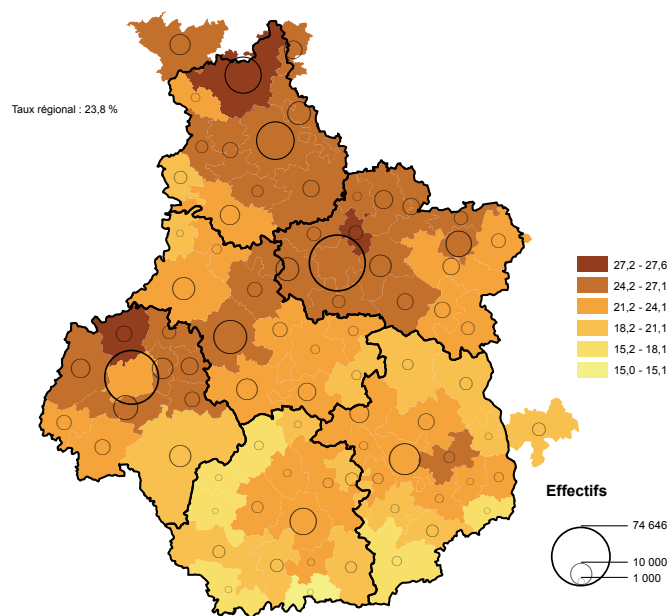 Taux régional : 23,8 %
27,2 - 27,6
24,2 - 27,1
21,2 - 24,1
18,2 - 21,1
15,2 - 18,1
15,0 - 15,1
Effectifs
74 646
10 000
1 000